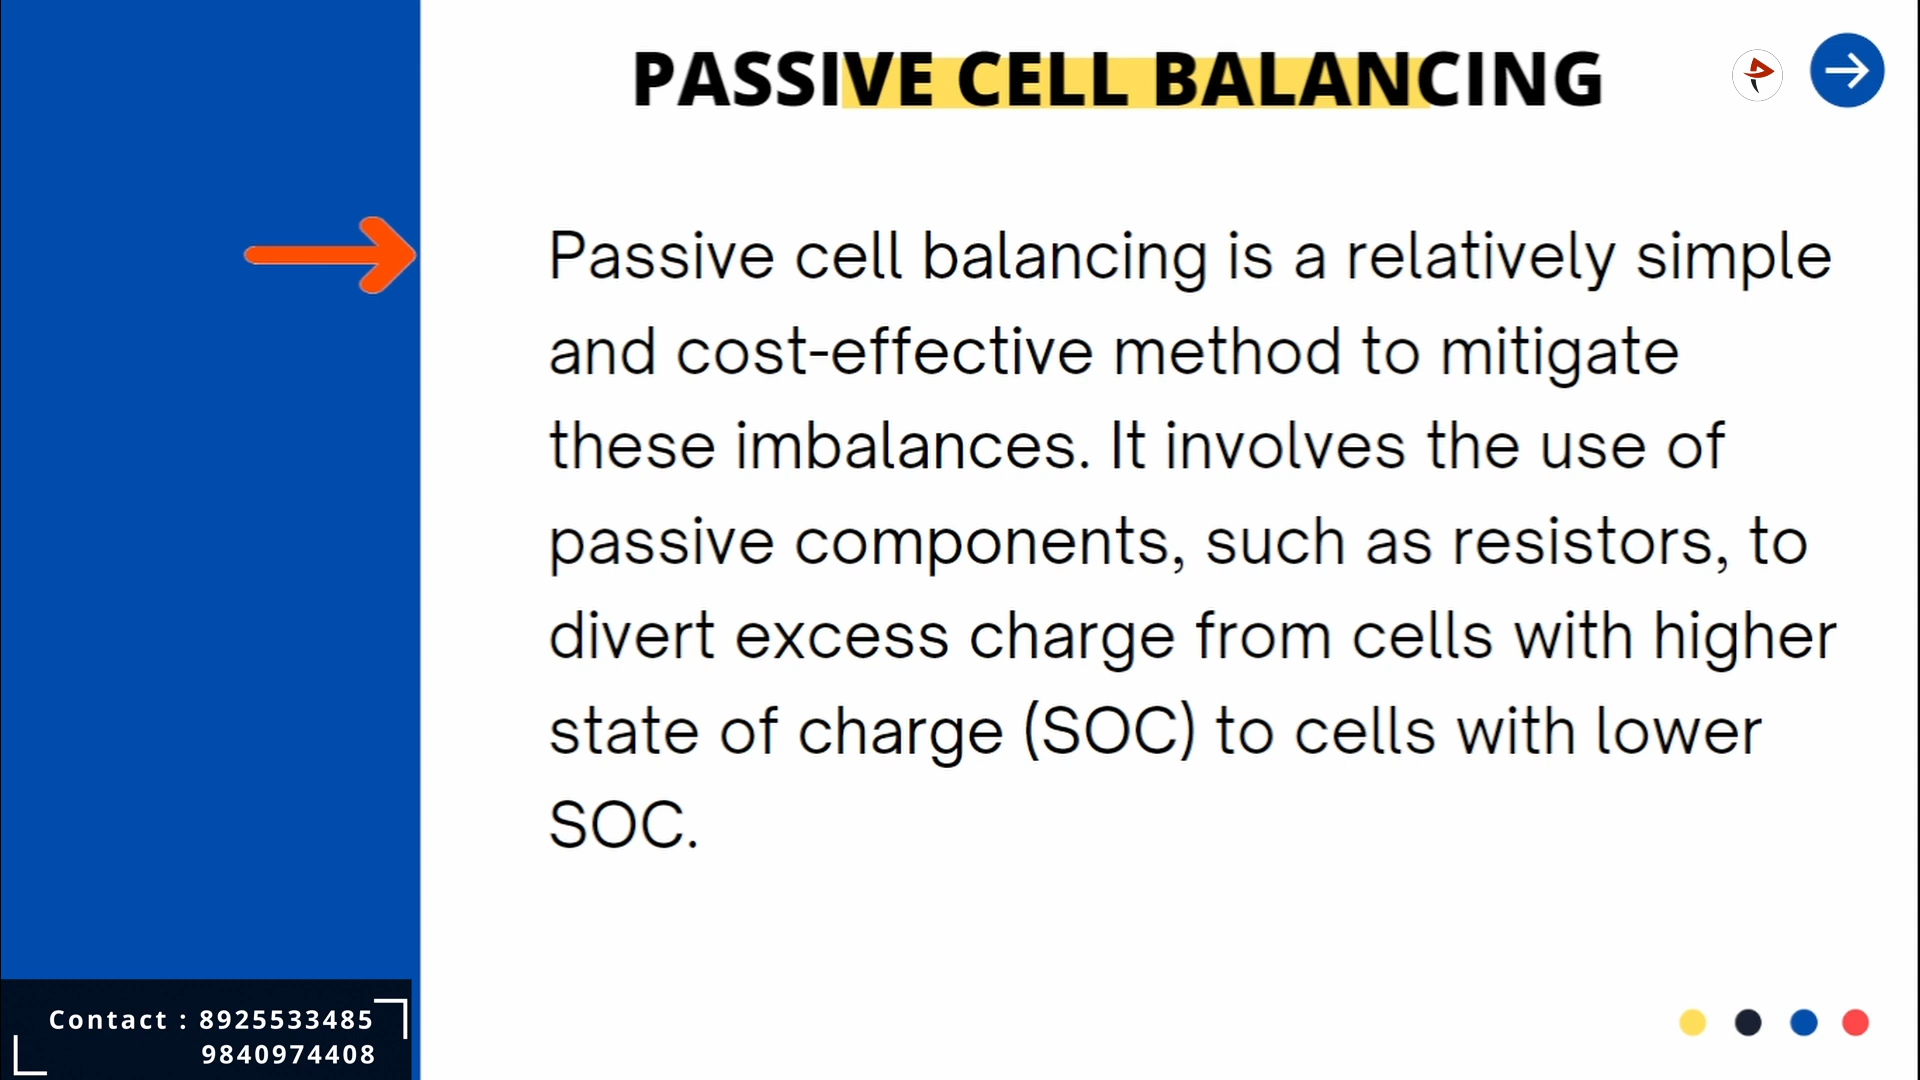 PASSIVE CELL BALANCING
Passive cell balancing is a relatively simple
and cost-effective method to mitigate
these imbalances. It involves the use of
passive components, such as resistors, to
divert excess charge from cells with higher
state of charge (SOC) to cells with lower
SOC.
Contact : 8925533485
9840974408